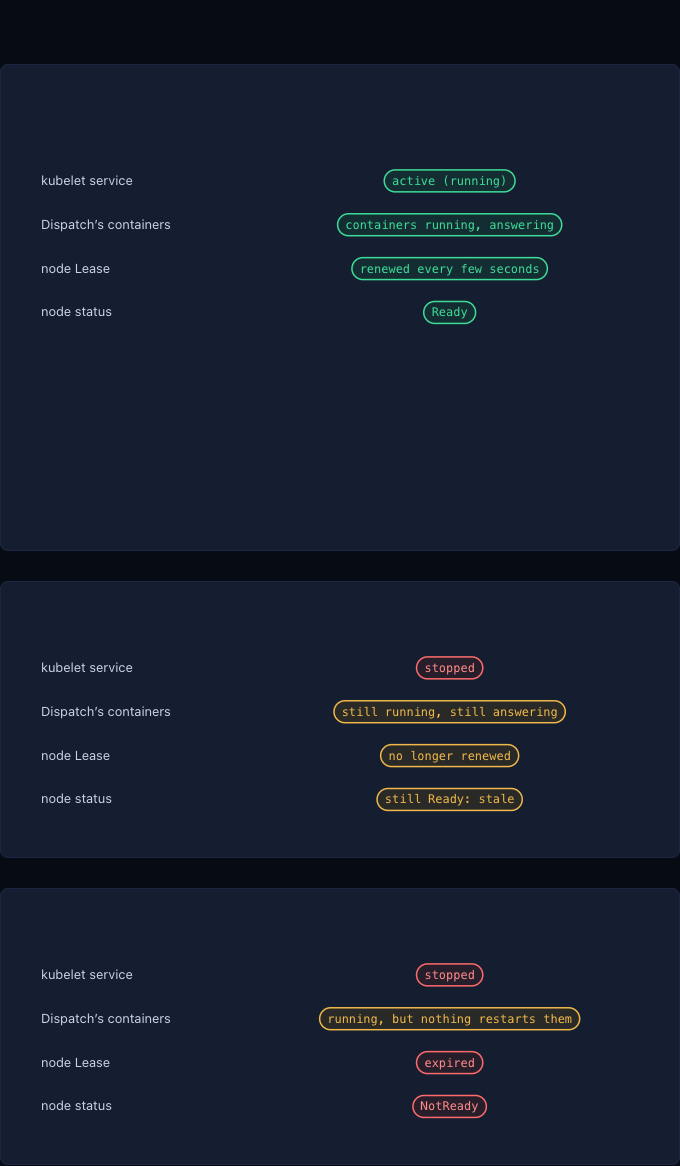 kubelet service active (running)
Dispatch’s containers containers running, answering
node Lease renewed every few seconds
node status Ready
kubelet service stopped
Dispatch’s containers still running, still answering
node Lease no longer renewed
node status still Ready: stale
kubelet service stopped
Dispatch’s containers running, but nothing restarts them
node Lease expired
node status NotReady